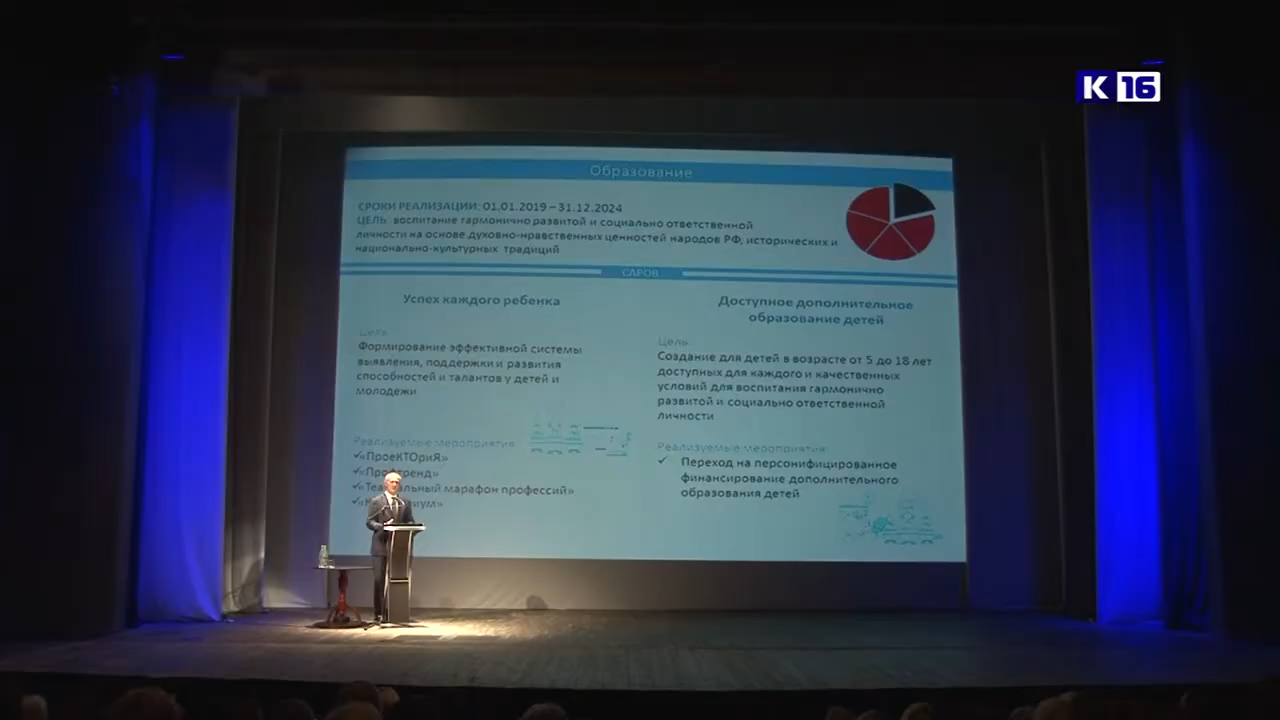 К 16
Образование
СРОКИ РЕАЛИЗАЦИИ: 01.01.2019 – 31.12.2024
ЦЕЛЬ воспитание гармонично развитой и социально ответственной
личности на основе духовно-нравственных ценностей народов РФ, исторических и
национально-культурных традиций
САРОВ
Успех каждого ребенка
Цель:
Формирование эффективной системы
выявления, поддержки и развития
способностей и талантов у детей и
молодежи
Реализуемые мероприятия:
✓«ПроеКТОриЯ»
✓
✓ марафон профессий»
✓
Доступное дополнительное
образование детей
Цель:
Создание для детей в возрасте от 5 до 18 лет
доступных для каждого и качественных
условий для воспитания гармонично
развитой и социально ответственной
личности
Реализуемые мероприятия:
✓ Переход на персонифицированное
финансирование дополнительного
образования детей